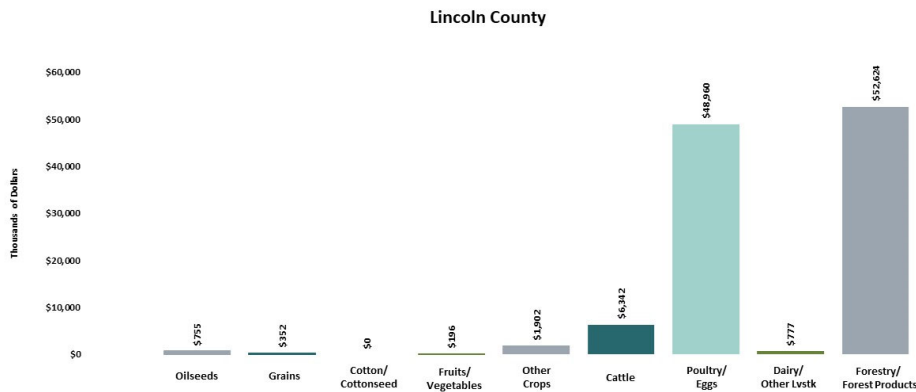 Lincoln County
Thousands of Dollars
$60,000
$50,000
$40,000
$30,000
$20,000
$10,000
$0
$755
$352
$0
$196
$1,902
$6,342
$48,960
$777
$52,624
Oilseeds
Grains
Cotton/
Cottonseed
Fruits/
Vegetables
Other
Crops
Cattle
Poultry/
Eggs
Dairy/
Other Lvstk
Forestry/
Forest Products